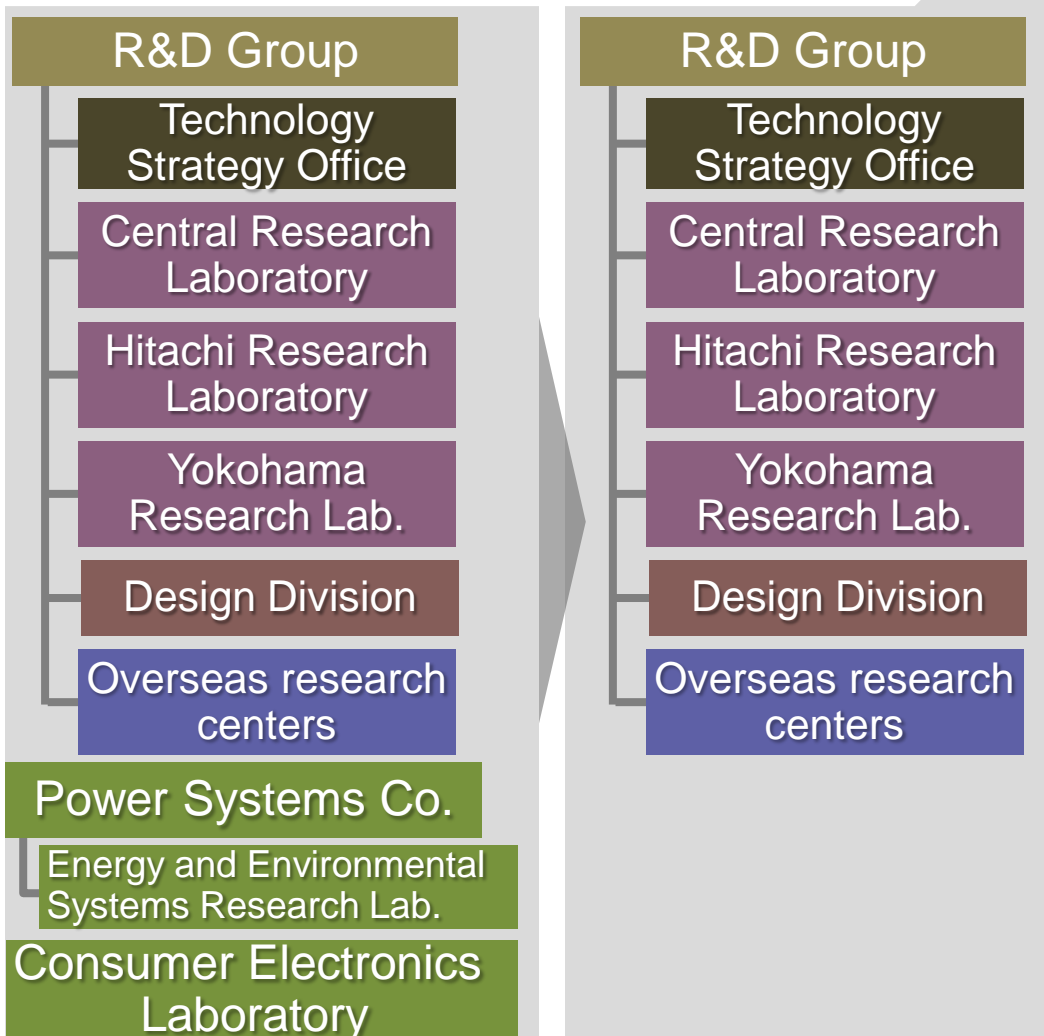 R&D Group
Technology
Strategy Office
Central Research
Laboratory
Hitachi Research
Laboratory
Yokohama
Research Lab.
Design Division
Overseas research
centers
Power Systems Co.
Energy and Environmental
Systems Research Lab.
Consumer Electronics
Laboratory
R&D Group
Technology
Strategy Office
Central Research
Laboratory
Hitachi Research
Laboratory
Yokohama
Research Lab.
Design Division
Overseas research
centers